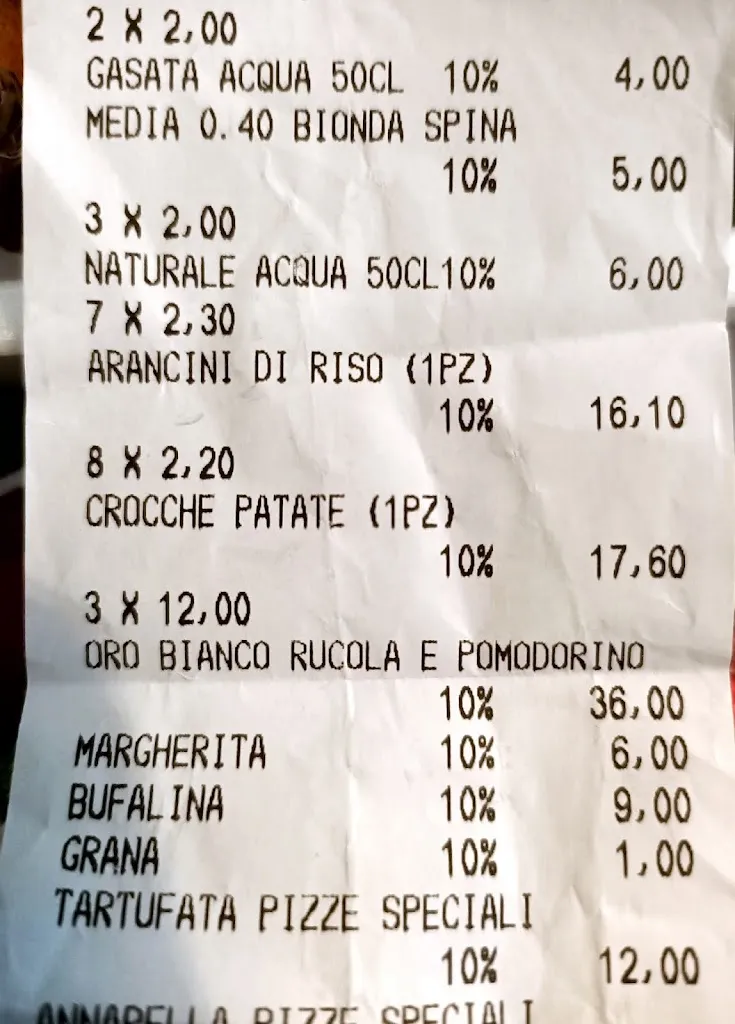 2 X 2,00
GASATA ACQUA 50CL 10% 4,00
MEDIA 0.40 BIONDA SPINA
10% 5,00
3 X 2,00
NATURALE ACQUA 50CL10% 6,00
7 X 2,30
ARANCINI DI RISO (1PZ)
10% 16,10
8 X 2,20
CROCCHE PATATE (1PZ)
10% 17,60
3 X 12,00
ORO BIANCO RUCOLA E POMODORINO
10% 36,00
MARGHERITA 10% 6,00
BUFALINA 10% 9,00
GRANA 10% 1,00
TARTUFATA PIZZE SPECIALI
10% 12,00
ANNABELLA PIZZE SPECIALI